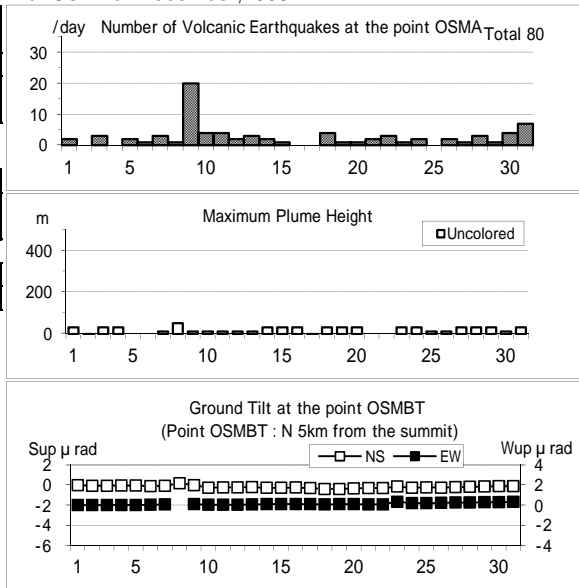 /day Number of Volcanic Earthquakes at the point OSMA Total 80
30
20
10
0
1 5 10 15 20 25 30
m Maximum Plume Height
Uncolored
400
200
0
1 5 10 15 20 25 30
Ground Tilt at the point OSMBT
(Point OSMBT : N 5km from the summit)
Sup μ rad NS EW Wup μ rad
2 4
0 2
-2 0
-4 -2
-6 -4
1 5 10 15 20 25 30